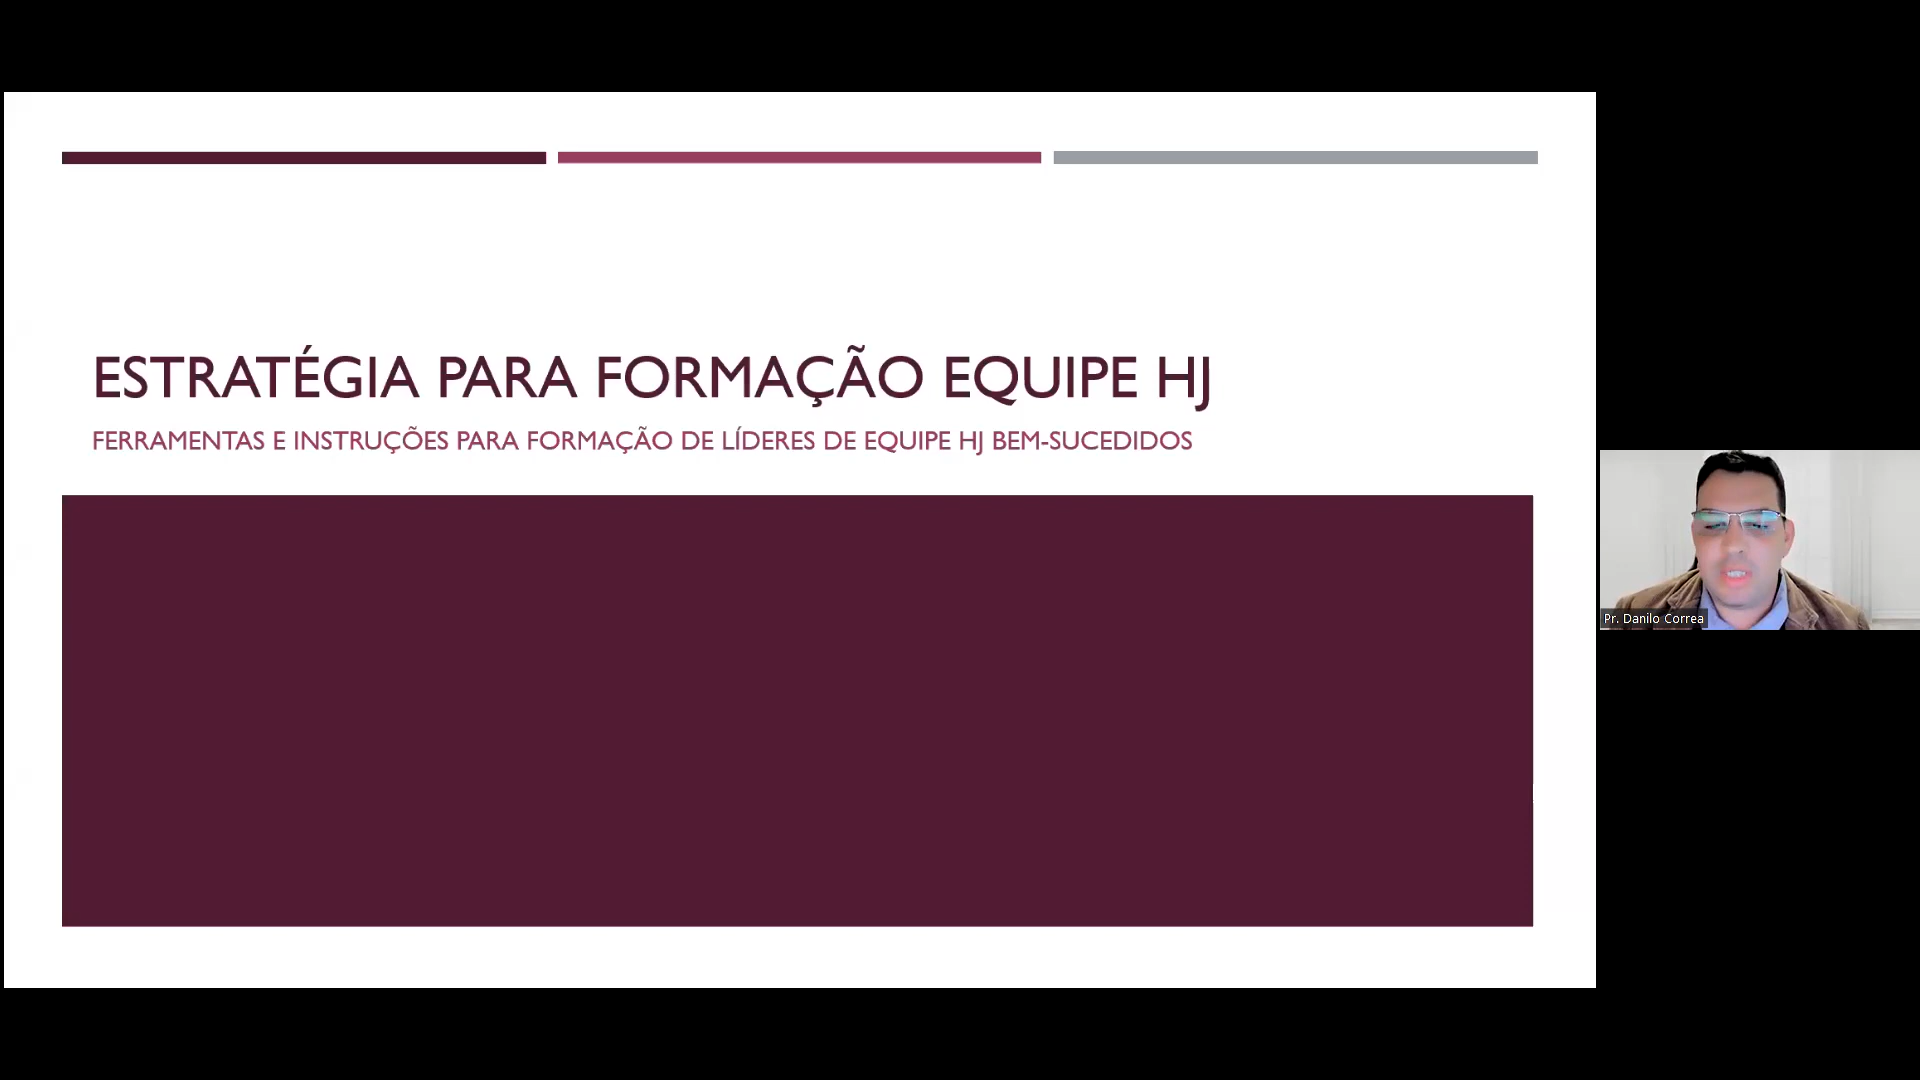 ESTRATÉGIA PARA FORMAÇÃO EQUIPE HJ
FERRAMENTAS E INSTRUÇÕES PARA FORMAÇÃO DE LÍDERES DE EQUIPE HJ BEM-SUCEDIDOS
Pr. Danilo Correa